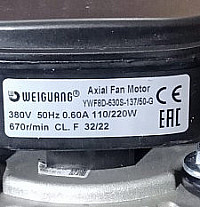 WEIGUANG Axial Fan Motor
YWF8D-630S-137/50-G
380V 50Hz 0.60A 110/220W
670r/min CL. F 32/22
CE
EAC